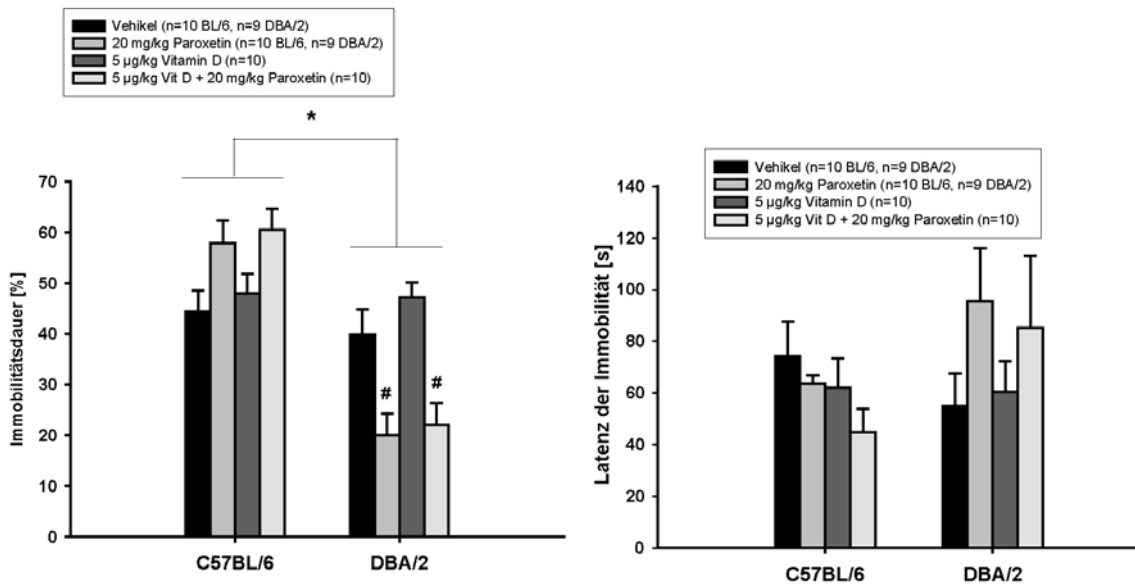 Vehikel (n=10 BL/6, n=9 DBA/2)
20 mg/kg Paroxetin (n=10 BL/6, n=9 DBA/2)
5 µg/kg Vitamin D (n=10)
5 µg/kg Vit D + 20 mg/kg Paroxetin (n=10)
*
70
60
50
40
30
20
10
0
Immobilitätsdauer [%]
#
#
C57BL/6
DBA/2
Vehikel (n=10 BL/6, n=9 DBA/2)
20 mg/kg Paroxetin (n=10 BL/6, n=9 DBA/2)
5 µg/kg Vitamin D (n=10)
5 µg/kg Vit D + 20 mg/kg Paroxetin (n=10)
140
120
100
80
60
40
20
0
Latenz der Immobilität [s]
C57BL/6
DBA/2